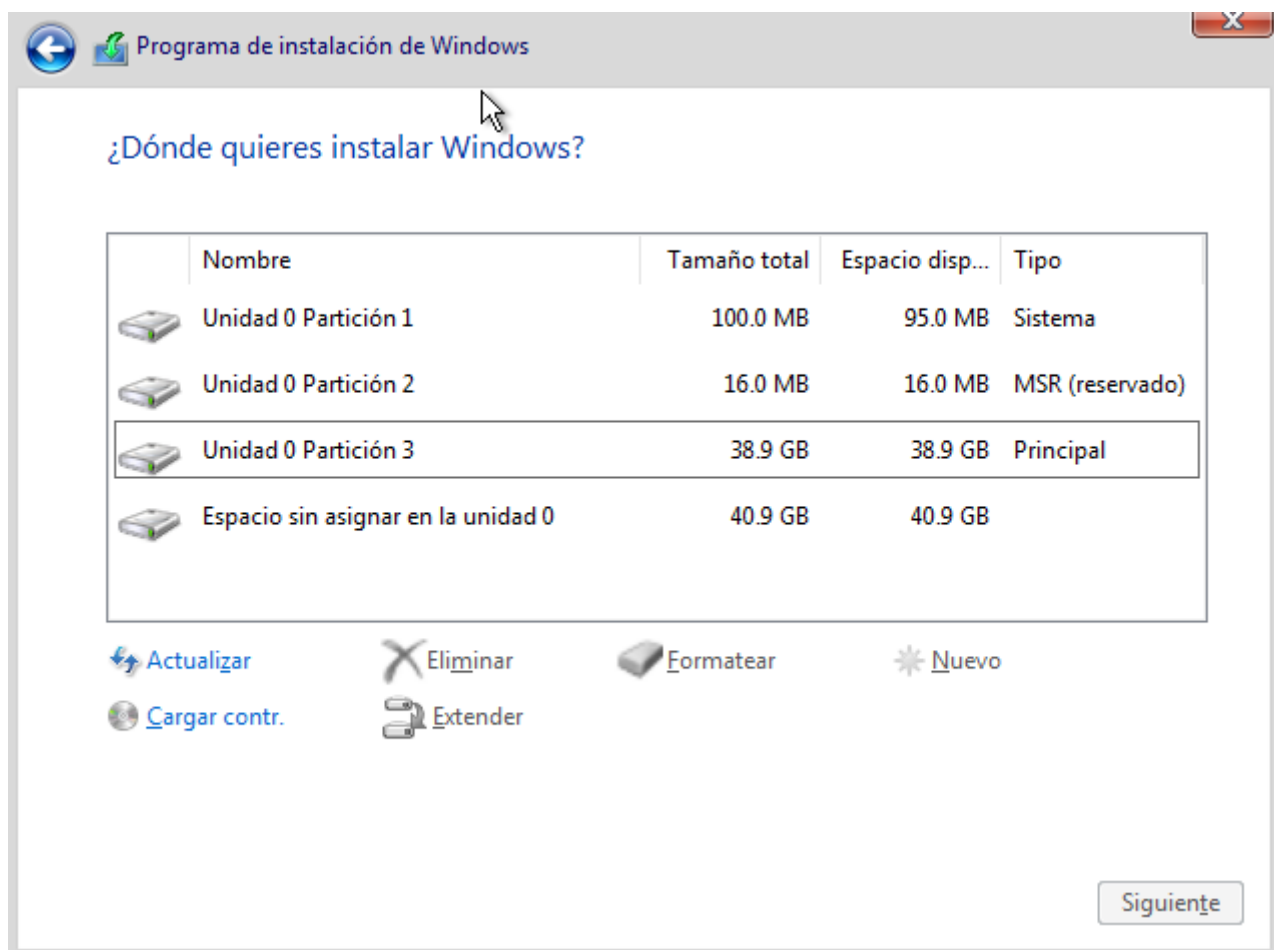 Programa de instalación de Windows
¿Dónde quieres instalar Windows?
Nombre Tamaño total Espacio disp... Tipo
Unidad 0 Partición 1 100.0 MB 95.0 MB Sistema
Unidad 0 Partición 2 16.0 MB 16.0 MB MSR (reservado)
Unidad 0 Partición 3 38.9 GB 38.9 GB Principal
Espacio sin asignar en la unidad 0 40.9 GB 40.9 GB
Actualizar Eliminar Formatear Nuevo
Cargar contr. Extender
Siguiente